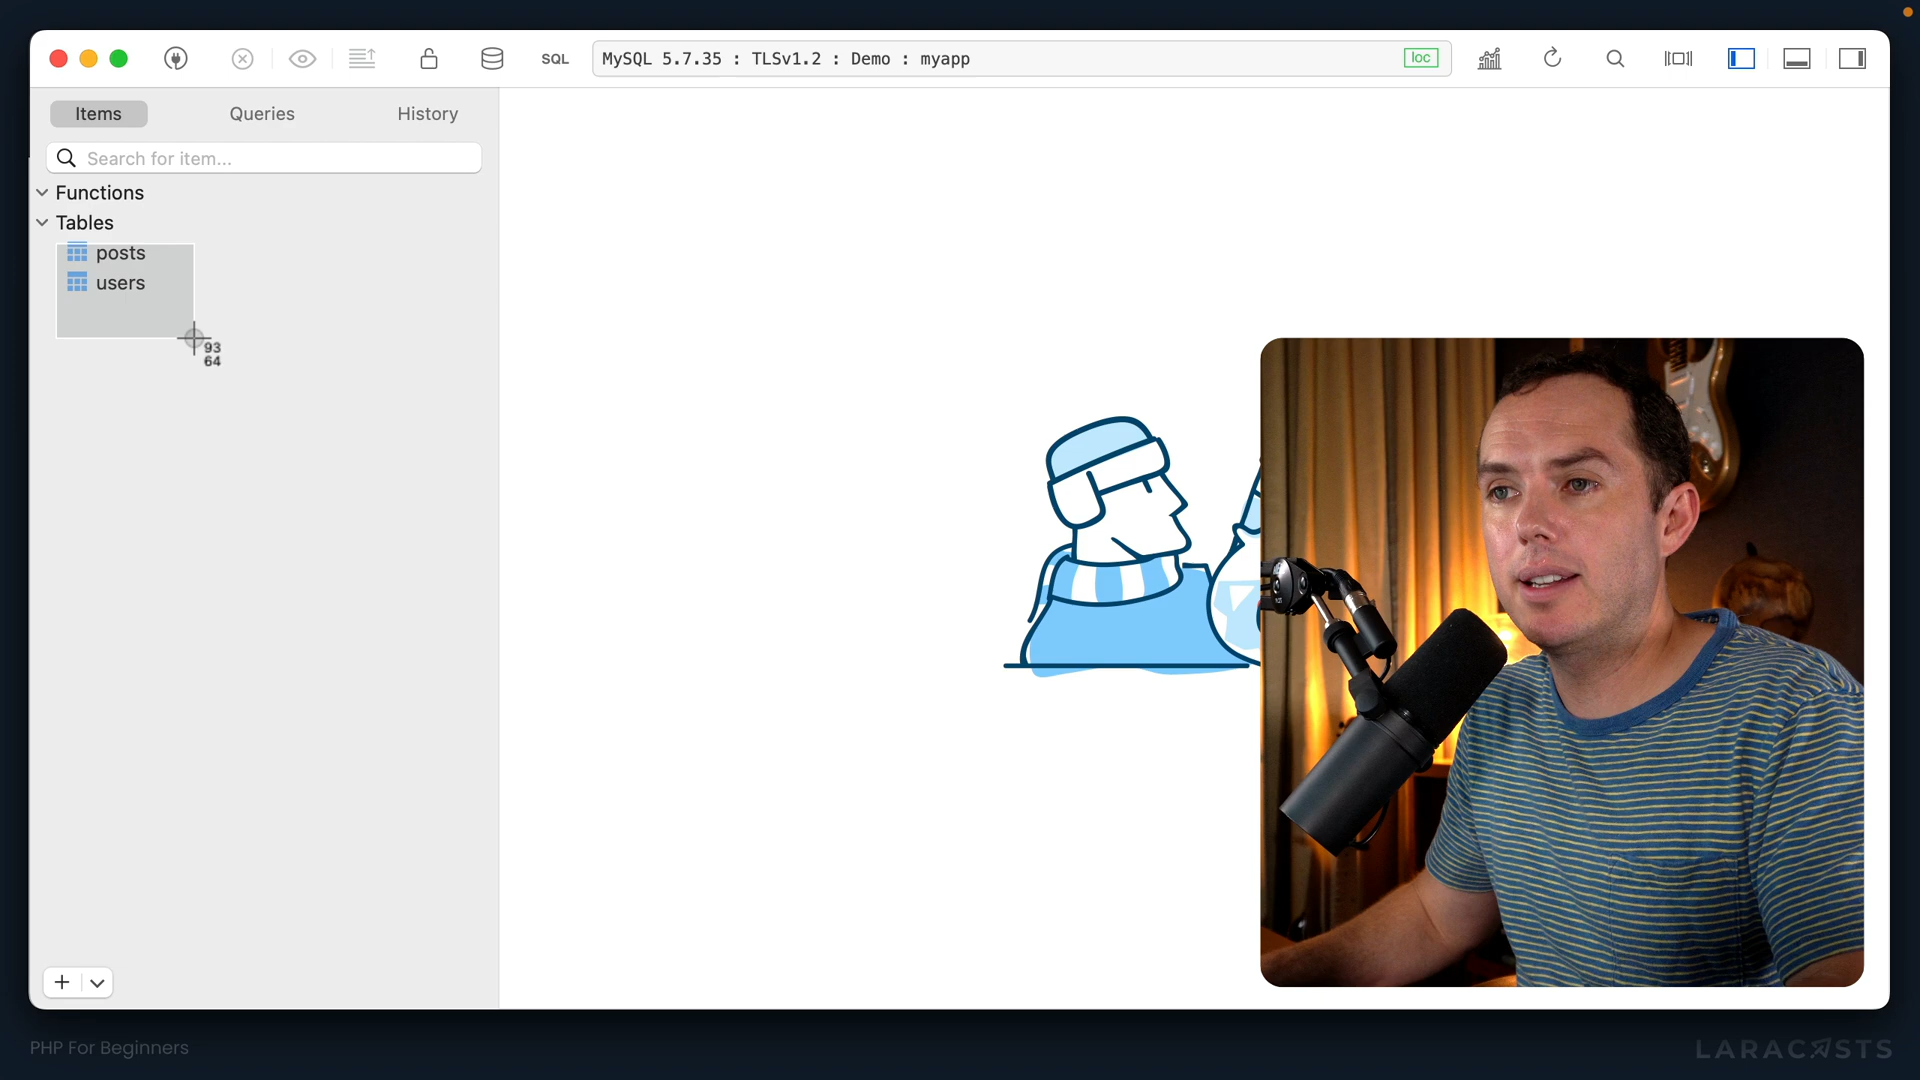 SQL
MySQL 5.7.35 : TLSv1.2 : Demo : myapp
loc
Items
Queries
History
Search for item...
Functions
Tables
posts
users
93
64
PHP For Beginners
LARACASTS